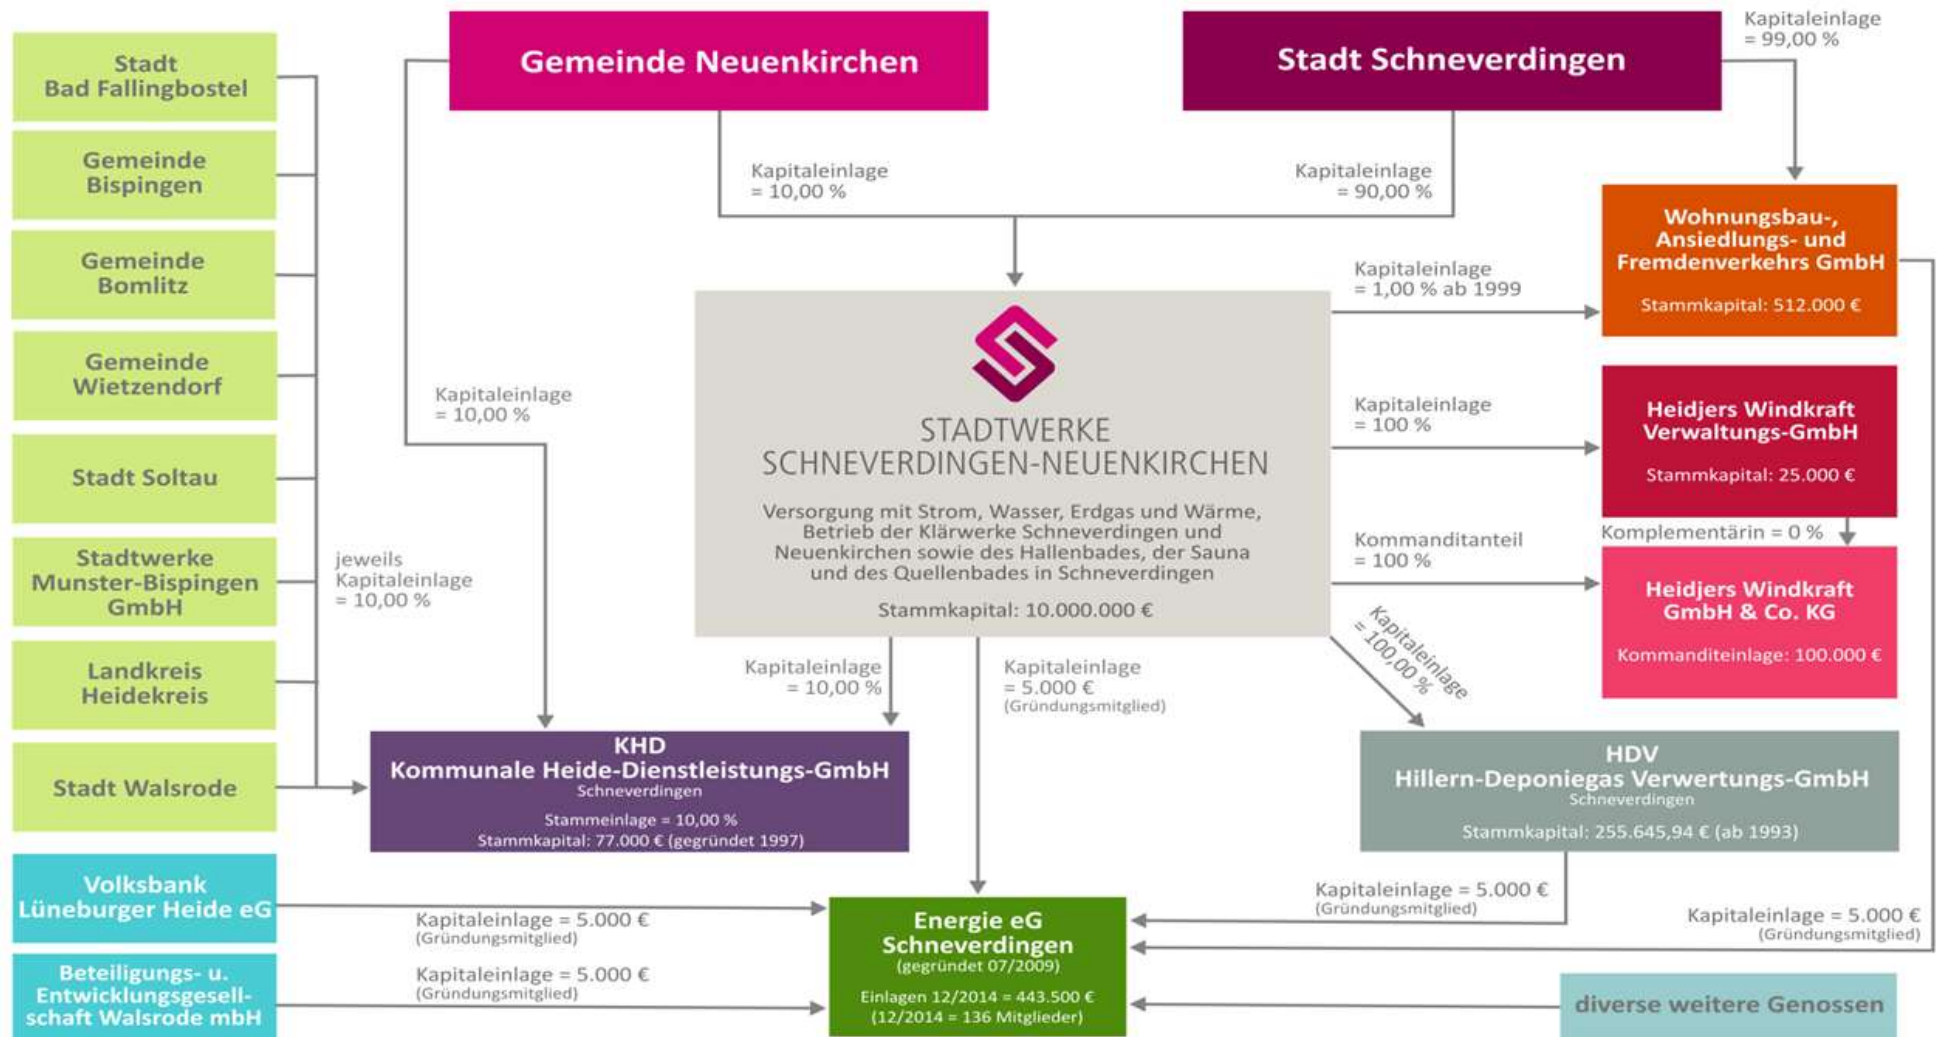 Gemeinde Neuenkirchen
Stadt Schneverdingen
Kapitaleinlage
= 99,00 %
Stadt
Bad Fallingbostel
Gemeinde
Bispingen
Gemeinde
Bomlitz
Gemeinde
Wietzendorf
Stadt Soltau
Stadtwerke
Munster-Bispingen
GmbH
Landkreis
Heidekreis
Stadt Walsrode
jeweils
Kapitaleinlage
= 10,00 %
Kapitaleinlage
= 10,00 %
Kapitaleinlage
= 10,00 %
Kapitaleinlage
= 90,00 %
STADTWERKE
SCHNEVERDINGEN-NEUENKIRCHEN
Versorgung mit Strom, Wasser, Erdgas und Wärme,
Betrieb der Klärwerke Schneverdingen und
Neuenkirchen sowie des Hallenbades, der Sauna
und des Quellenbades in Schneverdingen
Stammkapital: 10.000.000 €
Kapitaleinlage
= 1,00 % ab 1999
Wohnungsbau-,
Ansiedlungs- und
Fremdenverkehrs GmbH
Stammkapital: 512.000 €
Kapitaleinlage
= 100 %
Heidjers Windkraft
Verwaltungs-GmbH
Stammkapital: 25.000 €
Komplementärin = 0 %
Kommanditanteil
= 100 %
Heidjers Windkraft
GmbH & Co. KG
Kommanditeinlage: 100.000 €
Kapitaleinlage
= 10,00 %
Kapitaleinlage
= 5.000 €
(Gründungsmitglied)
Kapitaleinlage
= 100,00 %
KHD
Kommunale Heide-Dienstleistungs-GmbH
Schneverdingen
Stammeinlage = 10,00 %
Stammkapital: 77.000 € (gegründet 1997)
HDV
Hillern-Deponiegas Verwertungs-GmbH
Schneverdingen
Stammkapital: 255.645,94 € (ab 1993)
Volksbank
Lüneburger Heide eG
Kapitaleinlage = 5.000 €
(Gründungsmitglied)
Beteiligungs- u.
Entwicklungsgesell-
schaft Walsrode mbH
Kapitaleinlage = 5.000 €
(Gründungsmitglied)
Energie eG
Schneverdingen
(gegründet 07/2009)
Einlagen 12/2014 = 443.500 €
(12/2014 = 136 Mitglieder)
Kapitaleinlage = 5.000 €
(Gründungsmitglied)
Kapitaleinlage = 5.000 €
(Gründungsmitglied)
diverse weitere Genossen